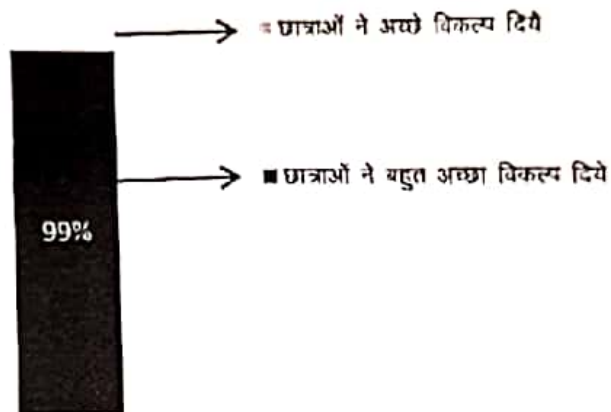 छात्राओं ने अच्छे विकल्प दिये
छात्राओं ने बहुत अच्छा विकल्प दिये
99%